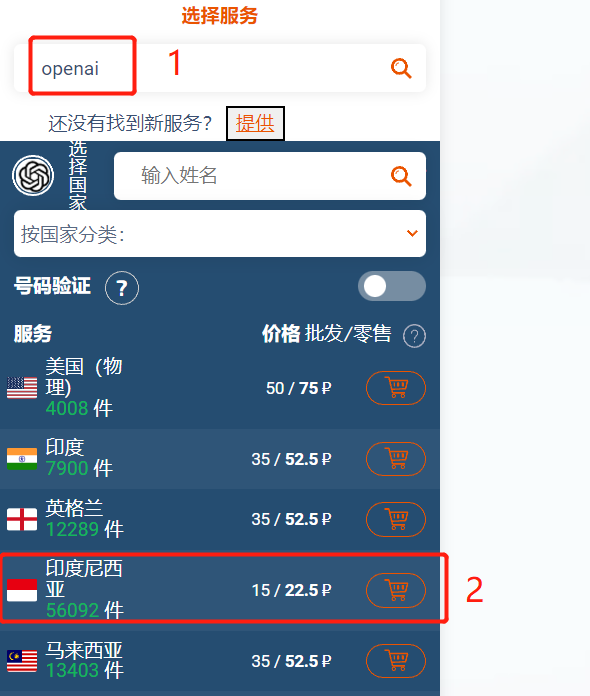 选择服务
openai
1
还没有找到新服务？ 提供
选择国家
输入姓名
按国家分类：
号码验证 ?
服务 价格 批发/零售 ?
美国（物理）
4008 件
50 / 75 ₽
印度
7900 件
35 / 52.5 ₽
英格兰
12289 件
35 / 52.5 ₽
印度尼西亚
56092 件
15 / 22.5 ₽
2
马来西亚
13403 件
35 / 52.5 ₽